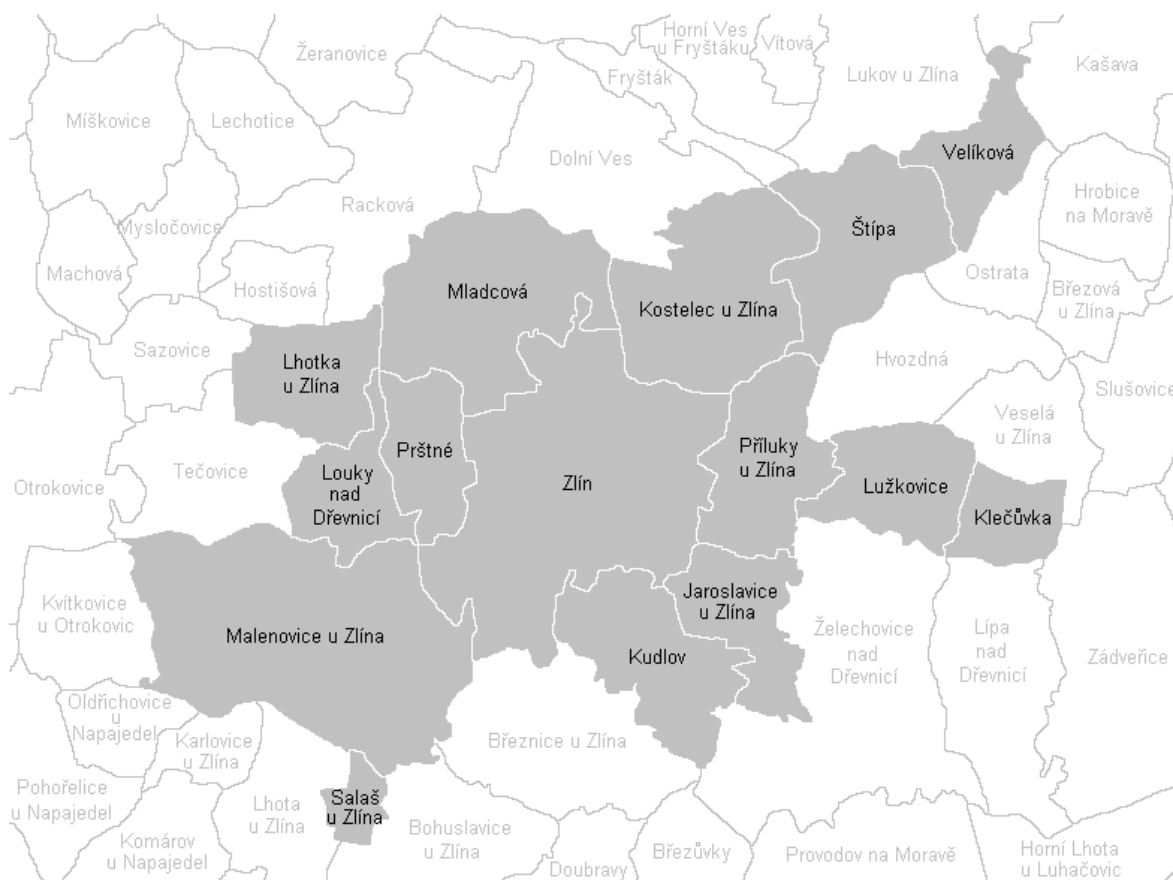 Žeranovice
Horní Ves
u Fryštáku
Vítová
Fryšták
Lukov u Zlína
Kašava
Míškovice
Lechotice
Dolní Ves
Velíková
Hrobice
na Moravě
Racková
Mysločovice
Štípa
Machová
Hostišová
Mladcová
Ostrata
Březová
u Zlína
Kostelec u Zlína
Sazovice
Lhotka
u Zlína
Hvozdná
Slušovice
Veselá
u Zlína
Prštné
Příluky
u Zlína
Tečovice
Louky
nad
Dřevnicí
Zlín
Lužkovice
Otrokovice
Klečůvka
Kvítkovice
u Otrokovic
Jaroslavice
u Zlína
Malenovice u Zlína
Želechovice
nad
Dřevnicí
Lípa
nad
Dřevnicí
Kudlov
Zádveřice
Oldřichovice
u
Napajedel
Karlovice
u Zlína
Březnice u Zlína
Pohořelice
u Napajedel
Lhota
u Zlína
Salaš
u Zlína
Bohuslavice
u Zlína
Komárov
u Napajedel
Doubravy
Březůvky
Provodov na Moravě
Horní Lhota
u Luhačovic